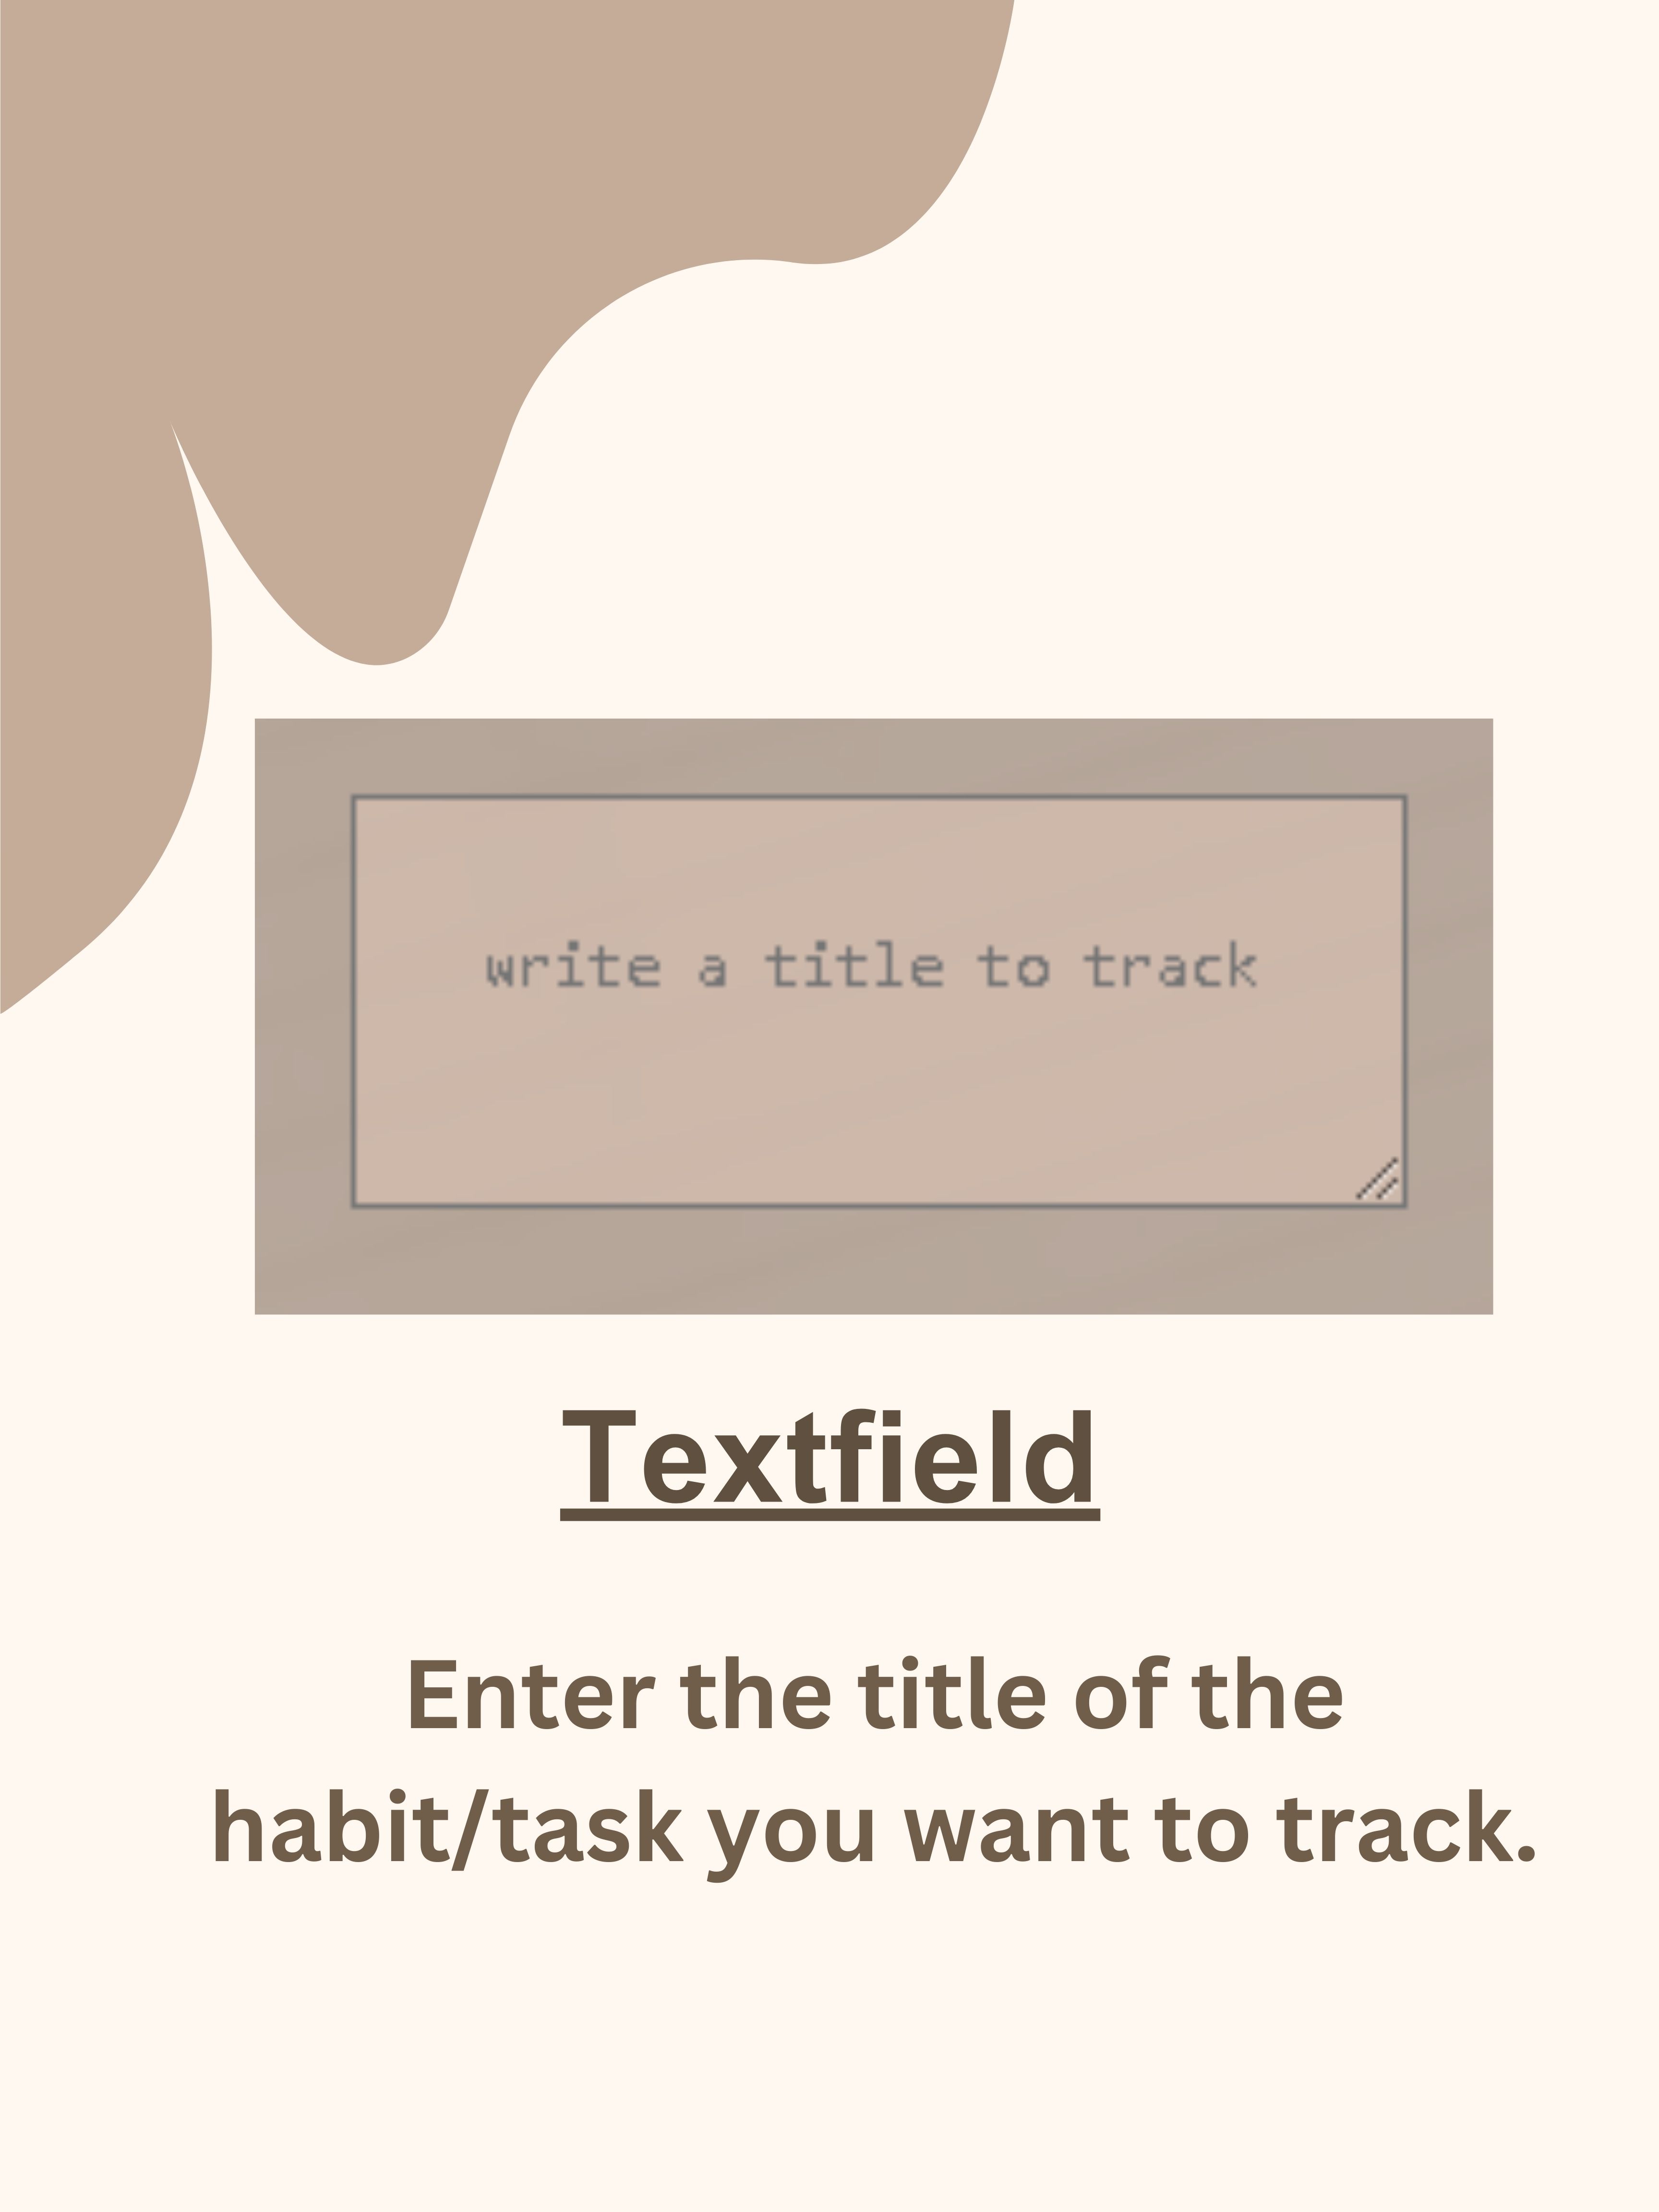 write a title to track
Textfield
Enter the title of the
habit/task you want to track.